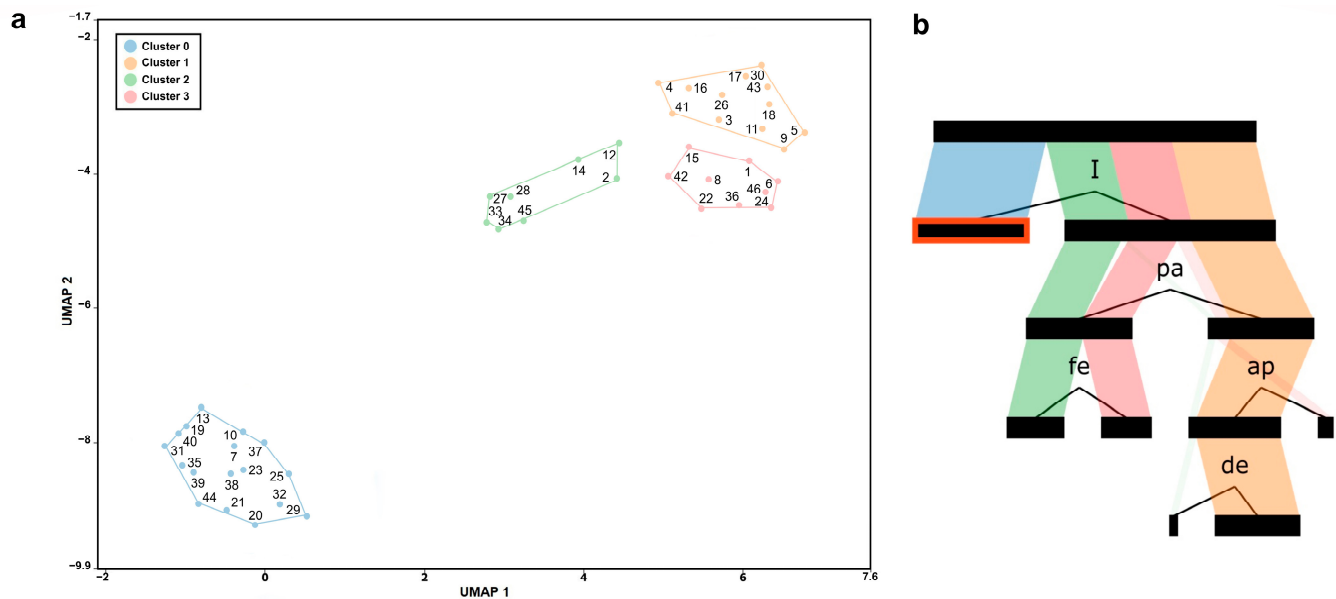 a
b
−1.7
−2
−4
−6
−8
−9.9
UMAP 2
Cluster 0
Cluster 1
Cluster 2
Cluster 3
17 30
4 16 43
41 26 18
3 11 5
9
12
14
2
28
27
33 45
34
15
1
42 8 6
46
22 36 24
13
19 10
40 37
31 7
35 23 25
39 38
44 21 32
20 29
−2 0 2 4 6 7.6
UMAP 1
I
pa
fe ap
de